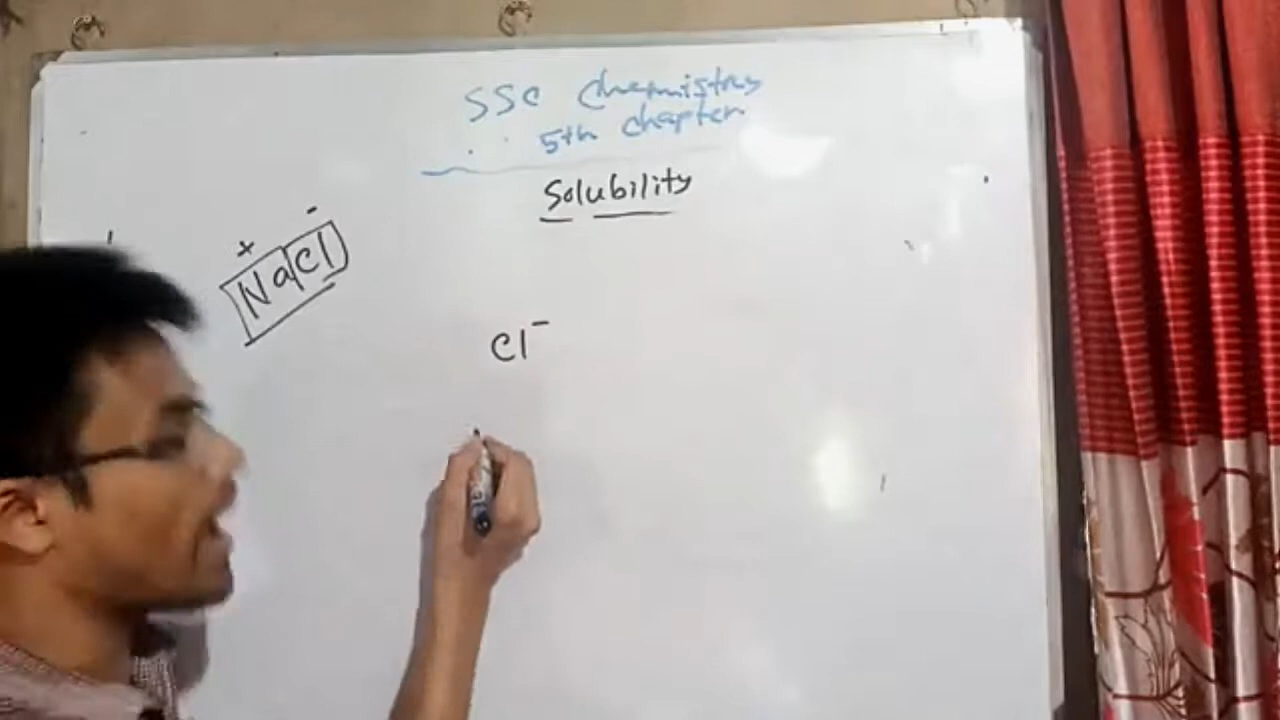 SSC Chemistry
5th chapter
Solubility
+ -
NaCl
Cl⁻